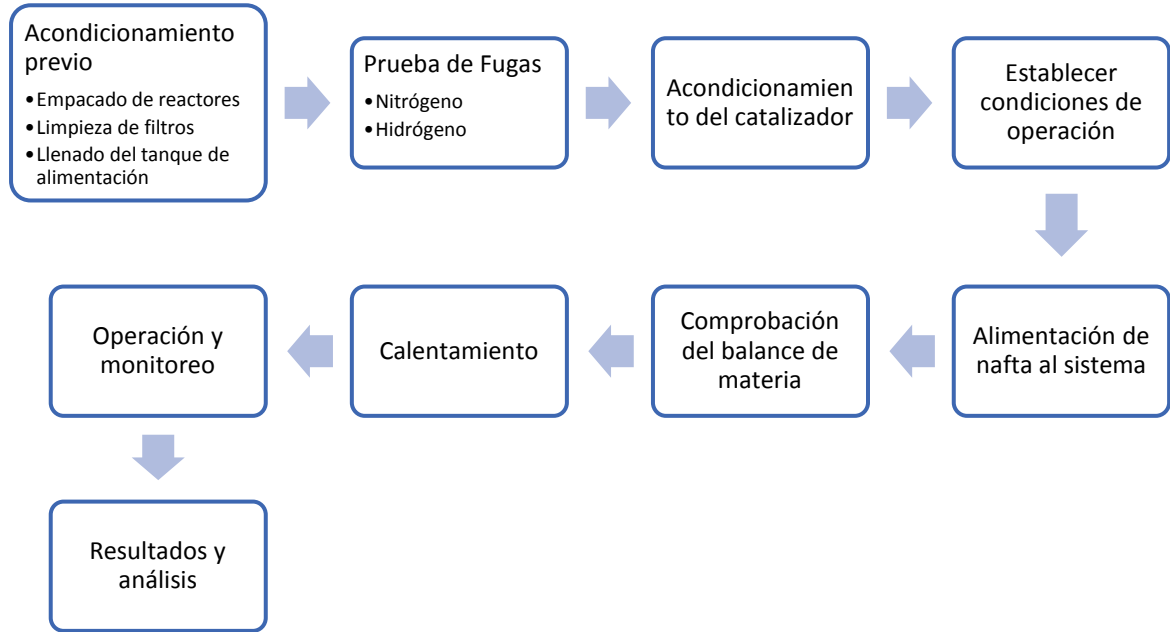 Acondicionamiento
previo
•Empacado de reactores
•Limpieza de filtros
•Llenado del tanque de
alimentación
Prueba de Fugas
•Nitrógeno
•Hidrógeno
Acondicionamien
to del catalizador
Establecer
condiciones de
operación
Alimentación de
nafta al sistema
Comprobación
del balance de
materia
Calentamiento
Operación y
monitoreo
Resultados y
análisis